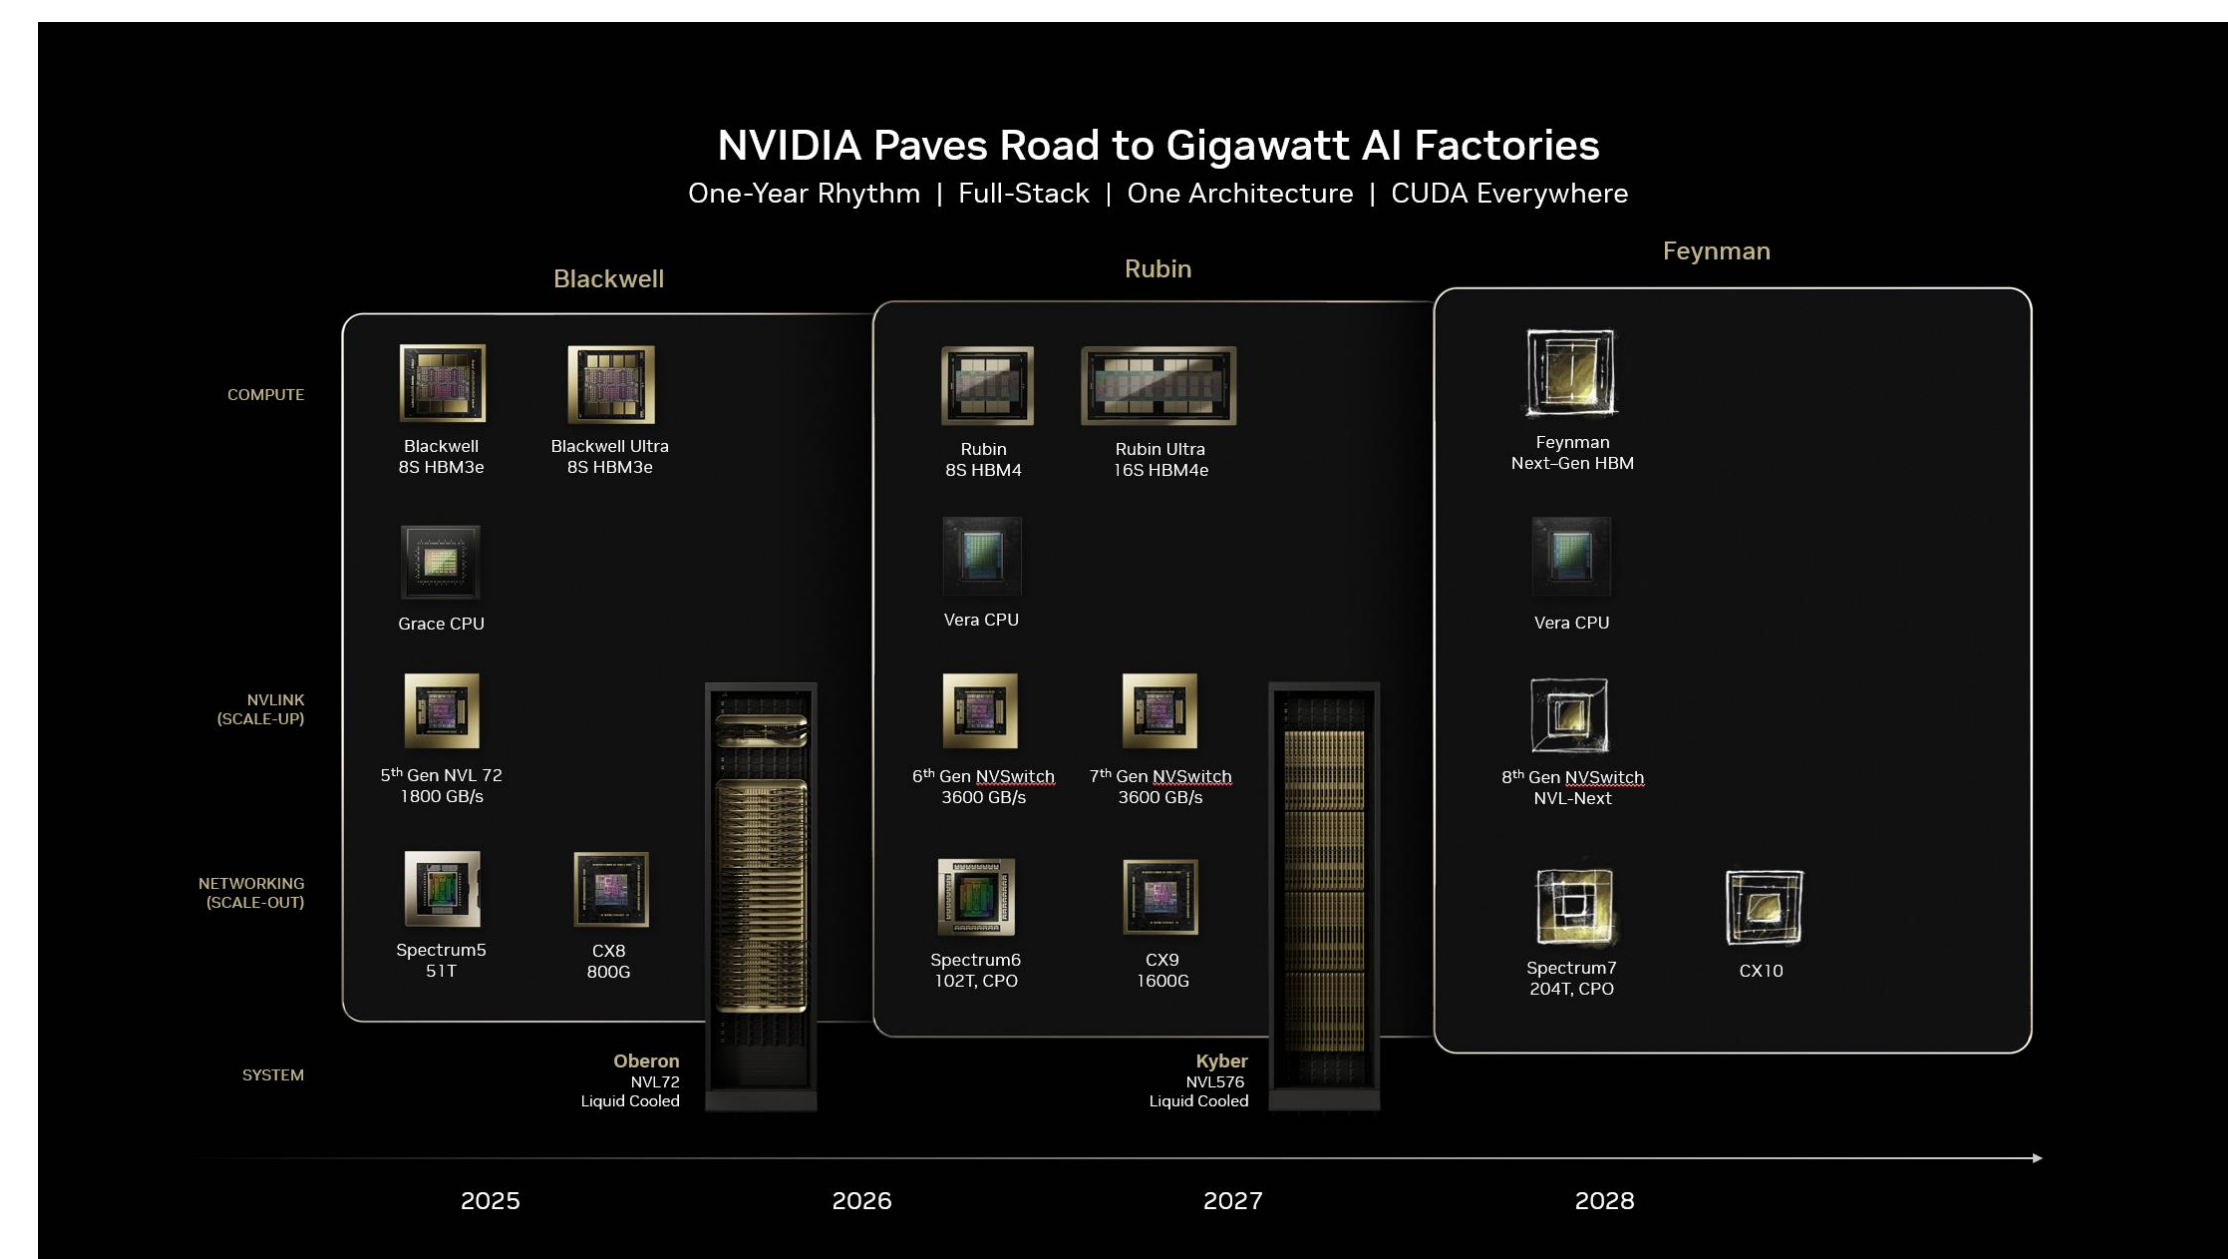 NVIDIA Paves Road to Gigawatt AI Factories
One-Year Rhythm | Full-Stack | One Architecture | CUDA Everywhere
Blackwell
Rubin
Feynman
COMPUTE
Blackwell
8S HBM3e
Blackwell Ultra
8S HBM3e
Rubin
8S HBM4
Rubin Ultra
16S HBM4e
Feynman
Next–Gen HBM
Grace CPU
Vera CPU
Vera CPU
NVLINK
(SCALE-UP)
5th Gen NVL 72
1800 GB/s
6th Gen NVSwitch
3600 GB/s
7th Gen NVSwitch
3600 GB/s
8th Gen NVSwitch
NVL-Next
NETWORKING
(SCALE-OUT)
Spectrum5
51T
CX8
800G
Spectrum6
102T, CPO
CX9
1600G
Spectrum7
204T, CPO
CX10
SYSTEM
Oberon
NVL72
Liquid Cooled
Kyber
NVL576
Liquid Cooled
2025
2026
2027
2028